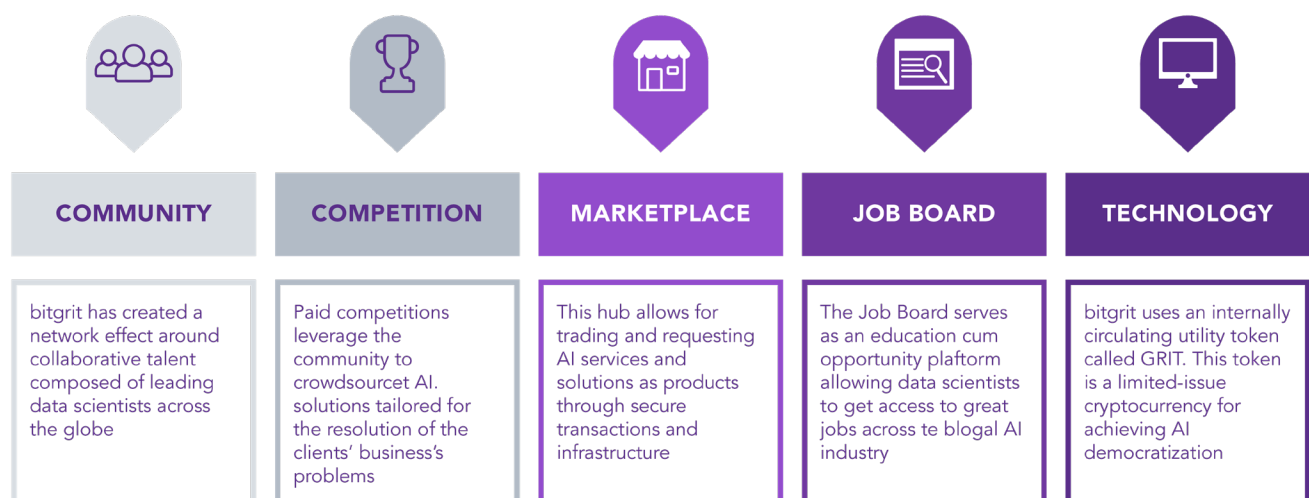 COMMUNITY
COMPETITION
MARKETPLACE
JOB BOARD
TECHNOLOGY
bitgrit has created a
network effect around
collaborative talent
composed of leading
data scientists across
the globe
Paid competitions
leverage the
community to
crowdsourcet AI.
solutions tailored for
the resolution of the
clients’ business’s
problems
This hub allows for
trading and requesting
AI services and
solutions as products
through secure
transactions and
infrastructure
The Job Board serves
as an education cum
opportunity plaftorm
allowing data scientists
to get access to great
jobs across te blogal AI
industry
bitgrit uses an internally
circulating utility token
called GRIT. This token
is a limited-issue
cryptocurrency for
achieving AI
democratization